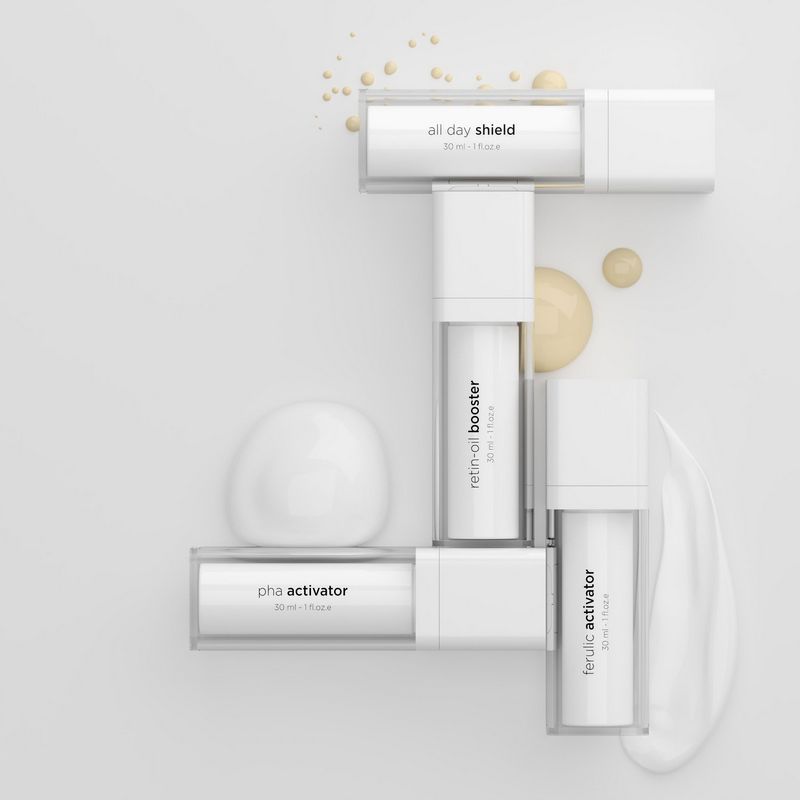 all day shield
30 ml - 1 fl.oz.e
retin-oil booster
30 ml - 1 fl.oz.e
pha activator
30 ml - 1 fl.oz.e
ferulic activator
30 ml - 1 fl.oz.e